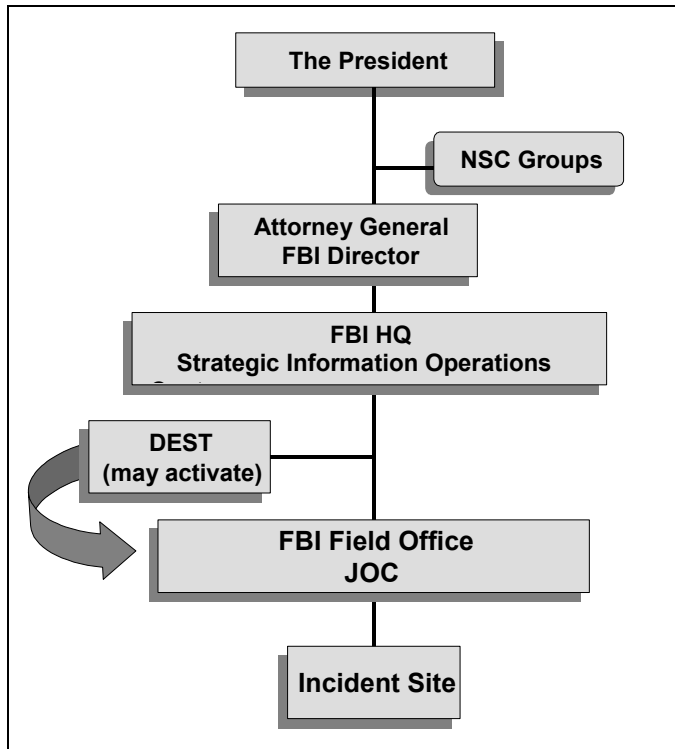 The President
NSC Groups
Attorney General
FBI Director
FBI HQ
Strategic Information Operations
DEST
(may activate)
FBI Field Office
JOC
Incident Site